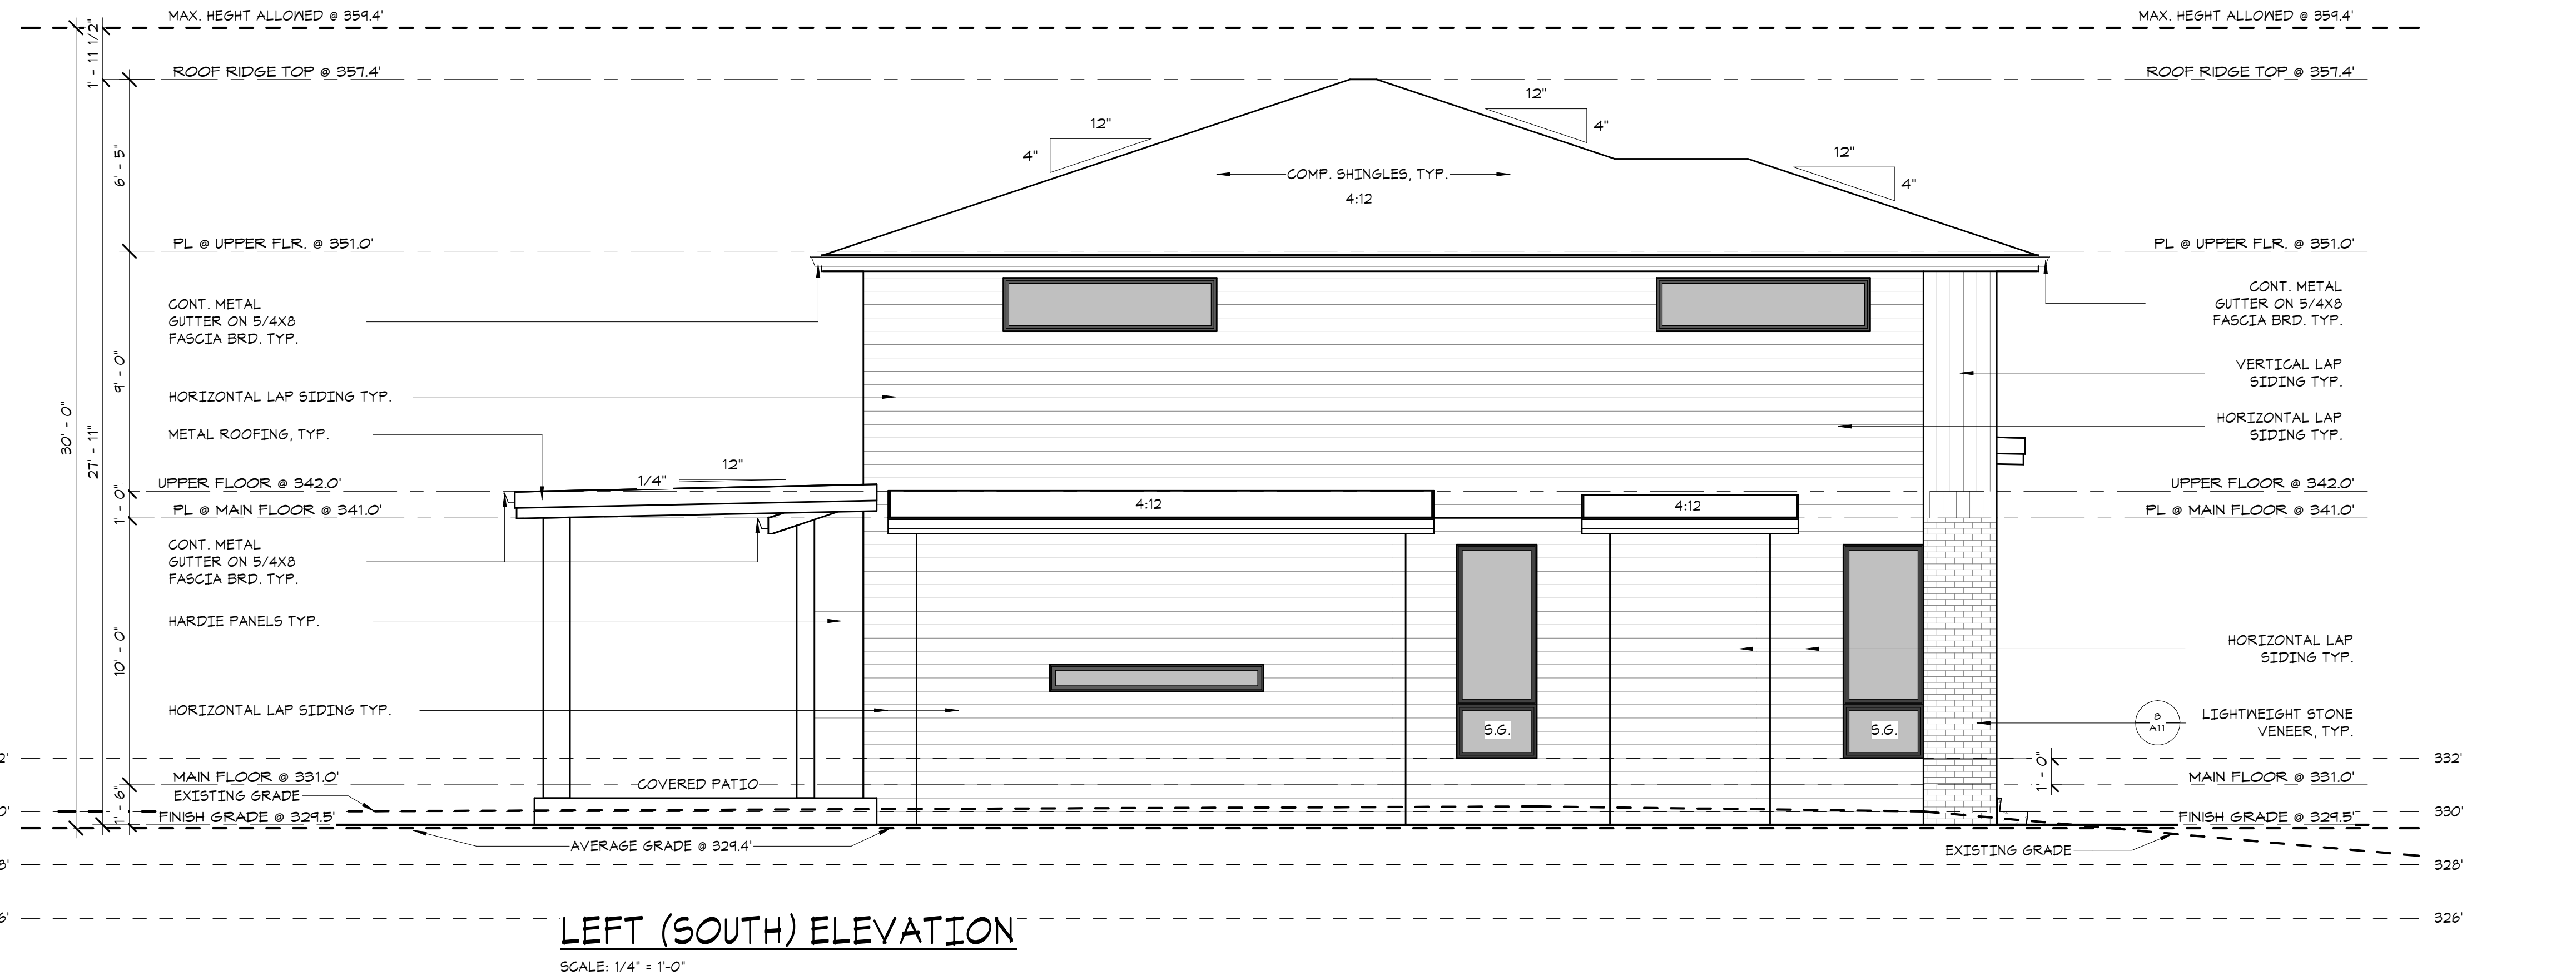 MAX. HEGHT ALLOWED @ 359.4'
MAX. HEGHT ALLOWED @ 359.4'
1' - 11 1/2"
ROOF RIDGE TOP @ 357.4'
ROOF RIDGE TOP @ 357.4'
12"
4"
12"
4"
12"
4"
6' - 5"
COMP. SHINGLES, TYP.
4:12
PL @ UPPER FLR. @ 351.0'
PL @ UPPER FLR. @ 351.0'
CONT. METAL
GUTTER ON 5/4X8
FASCIA BRD. TYP.
CONT. METAL
GUTTER ON 5/4X8
FASCIA BRD. TYP.
9' - 0"
VERTICAL LAP
SIDING TYP.
HORIZONTAL LAP SIDING TYP.
HORIZONTAL LAP
SIDING TYP.
30' - 0"
27' - 11"
METAL ROOFING, TYP.
12"
1/4"
UPPER FLOOR @ 342.0'
UPPER FLOOR @ 342.0'
1' - 0"
PL @ MAIN FLOOR @ 341.0'
4:12
4:12
PL @ MAIN FLOOR @ 341.0'
CONT. METAL
GUTTER ON 5/4X8
FASCIA BRD. TYP.
HARDIE PANELS TYP.
10' - 0"
HORIZONTAL LAP
SIDING TYP.
HORIZONTAL LAP SIDING TYP.
S.G.
S.G.
8
A11
LIGHTWEIGHT STONE
VENEER, TYP.
2'
332'
1' - 0"
MAIN FLOOR @ 331.0'
COVERED PATIO
MAIN FLOOR @ 331.0'
EXISTING GRADE
1' - 6"
0'
330'
FINISH GRADE @ 329.5'
FINISH GRADE @ 329.5'
AVERAGE GRADE @ 329.4'
EXISTING GRADE
8'
328'
6'
326'
LEFT (SOUTH) ELEVATION
SCALE: 1/4" = 1'-0"